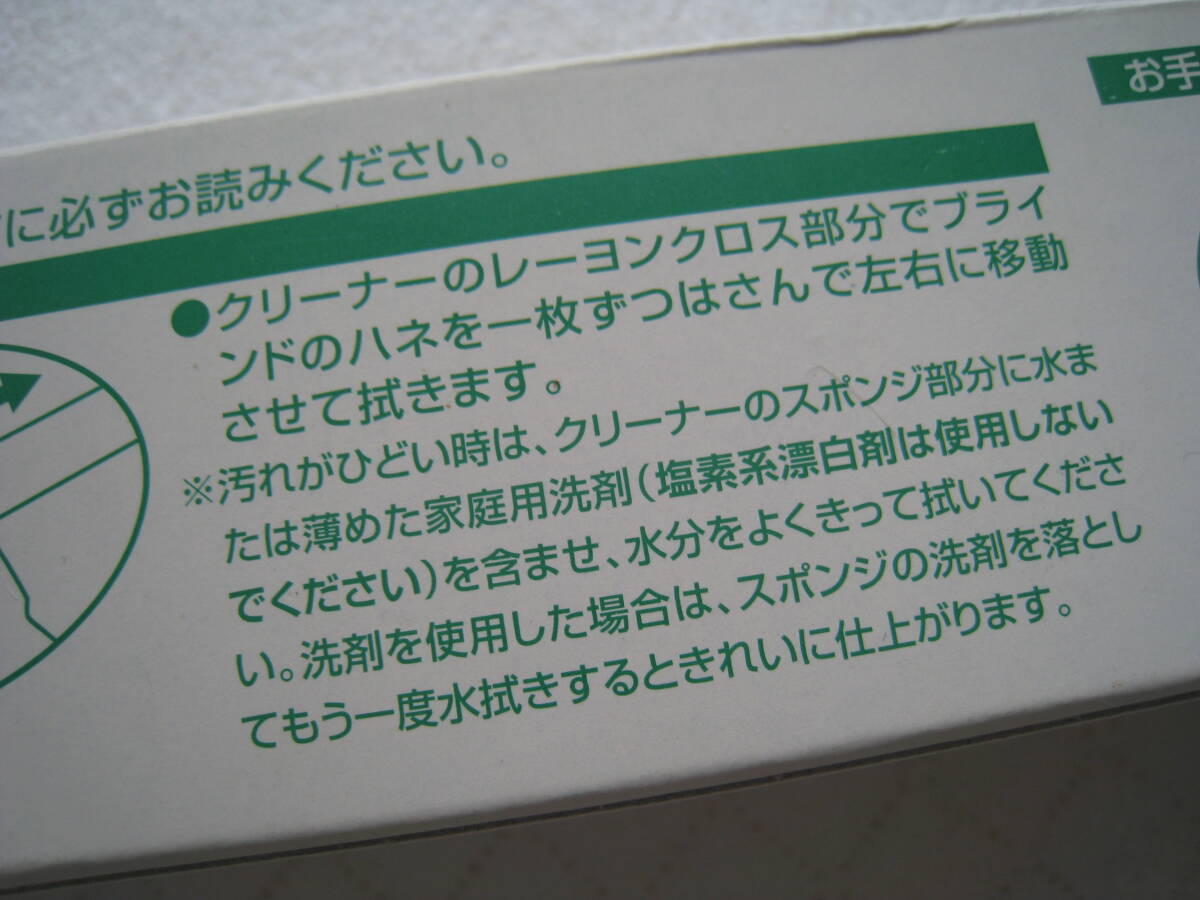 に必ずお読みください。
お手
●クリーナーのレーヨンクロス部分でブライ
ンドのハネを一枚ずつはさんで左右に移動
させて拭きます。
※汚れがひどい時は、クリーナーのスポンジ部分に水ま
たは薄めた家庭用洗剤(塩素系漂白剤は使用しない
でください)を含ませ、水分をよくきって拭いてくださ
い。洗剤を使用した場合は、スポンジの洗剤を落とし
てもう一度水拭きするときれいに仕上がります。